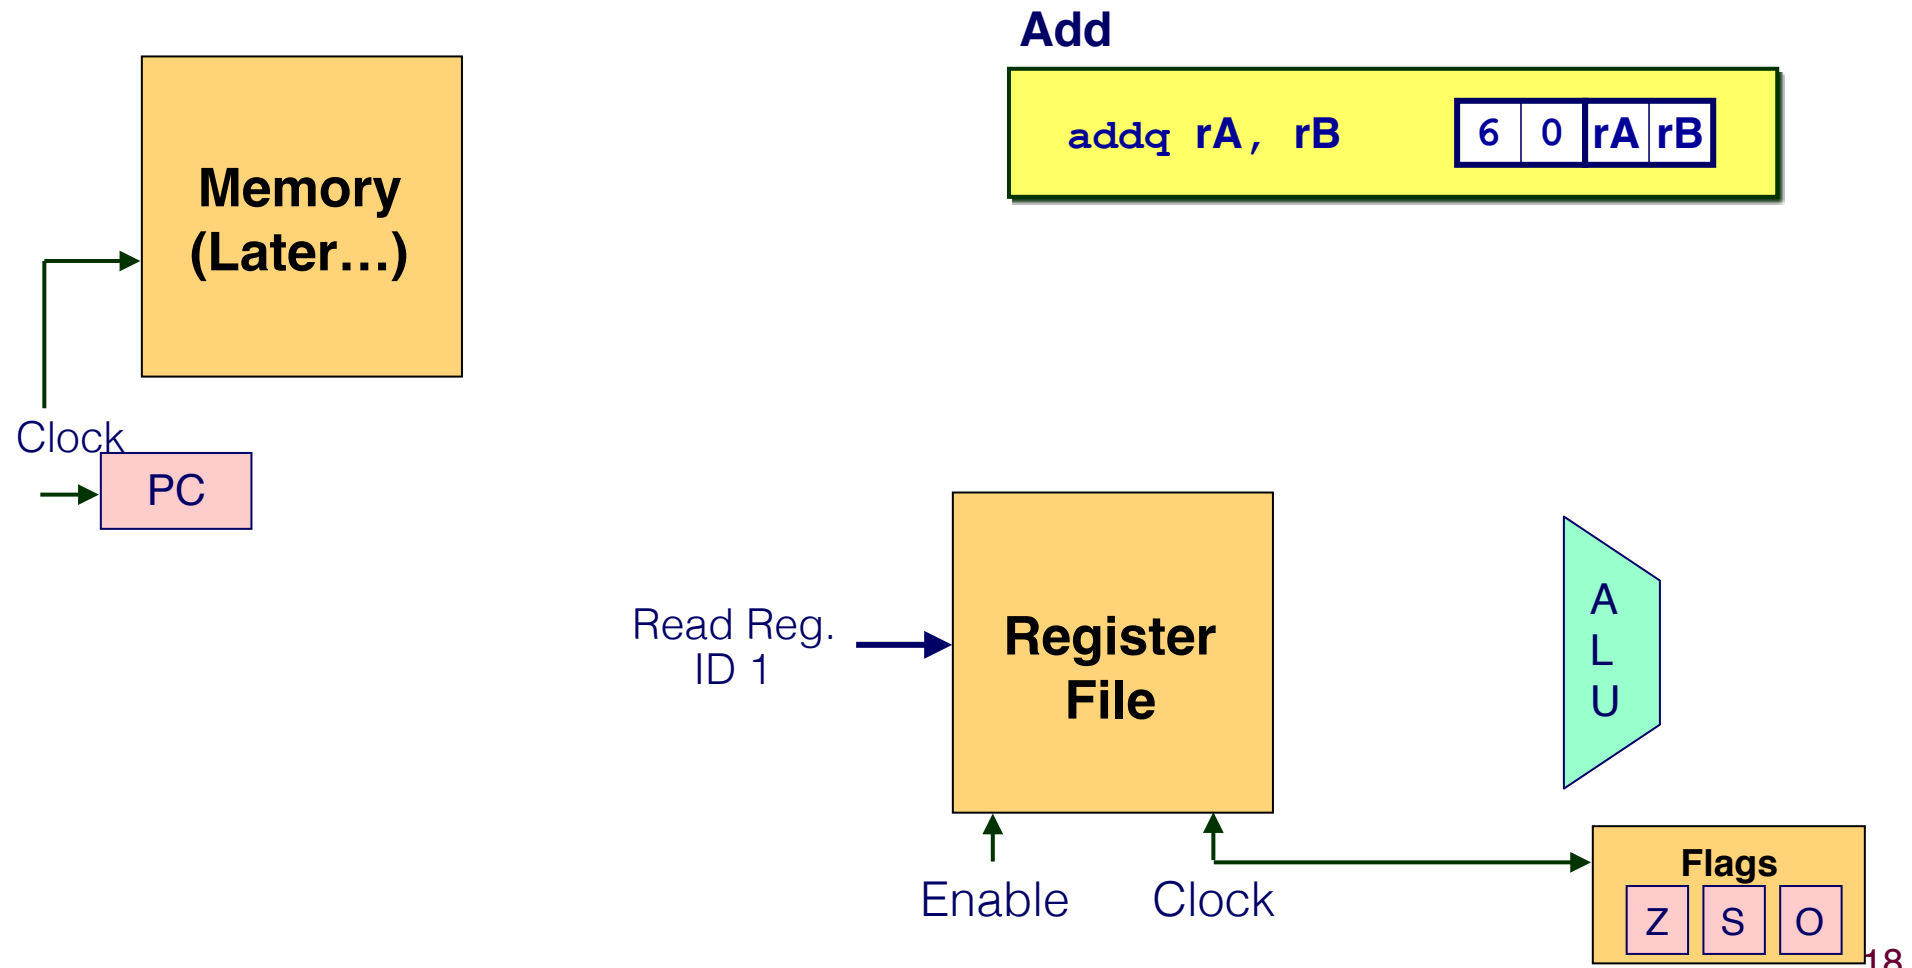 Add
addq rA, rB 6 0 rA rB
Memory
(Later…)
Clock
PC
Read Reg.
ID 1
Register
File
A
L
U
Enable
Clock
Flags
Z S O
18